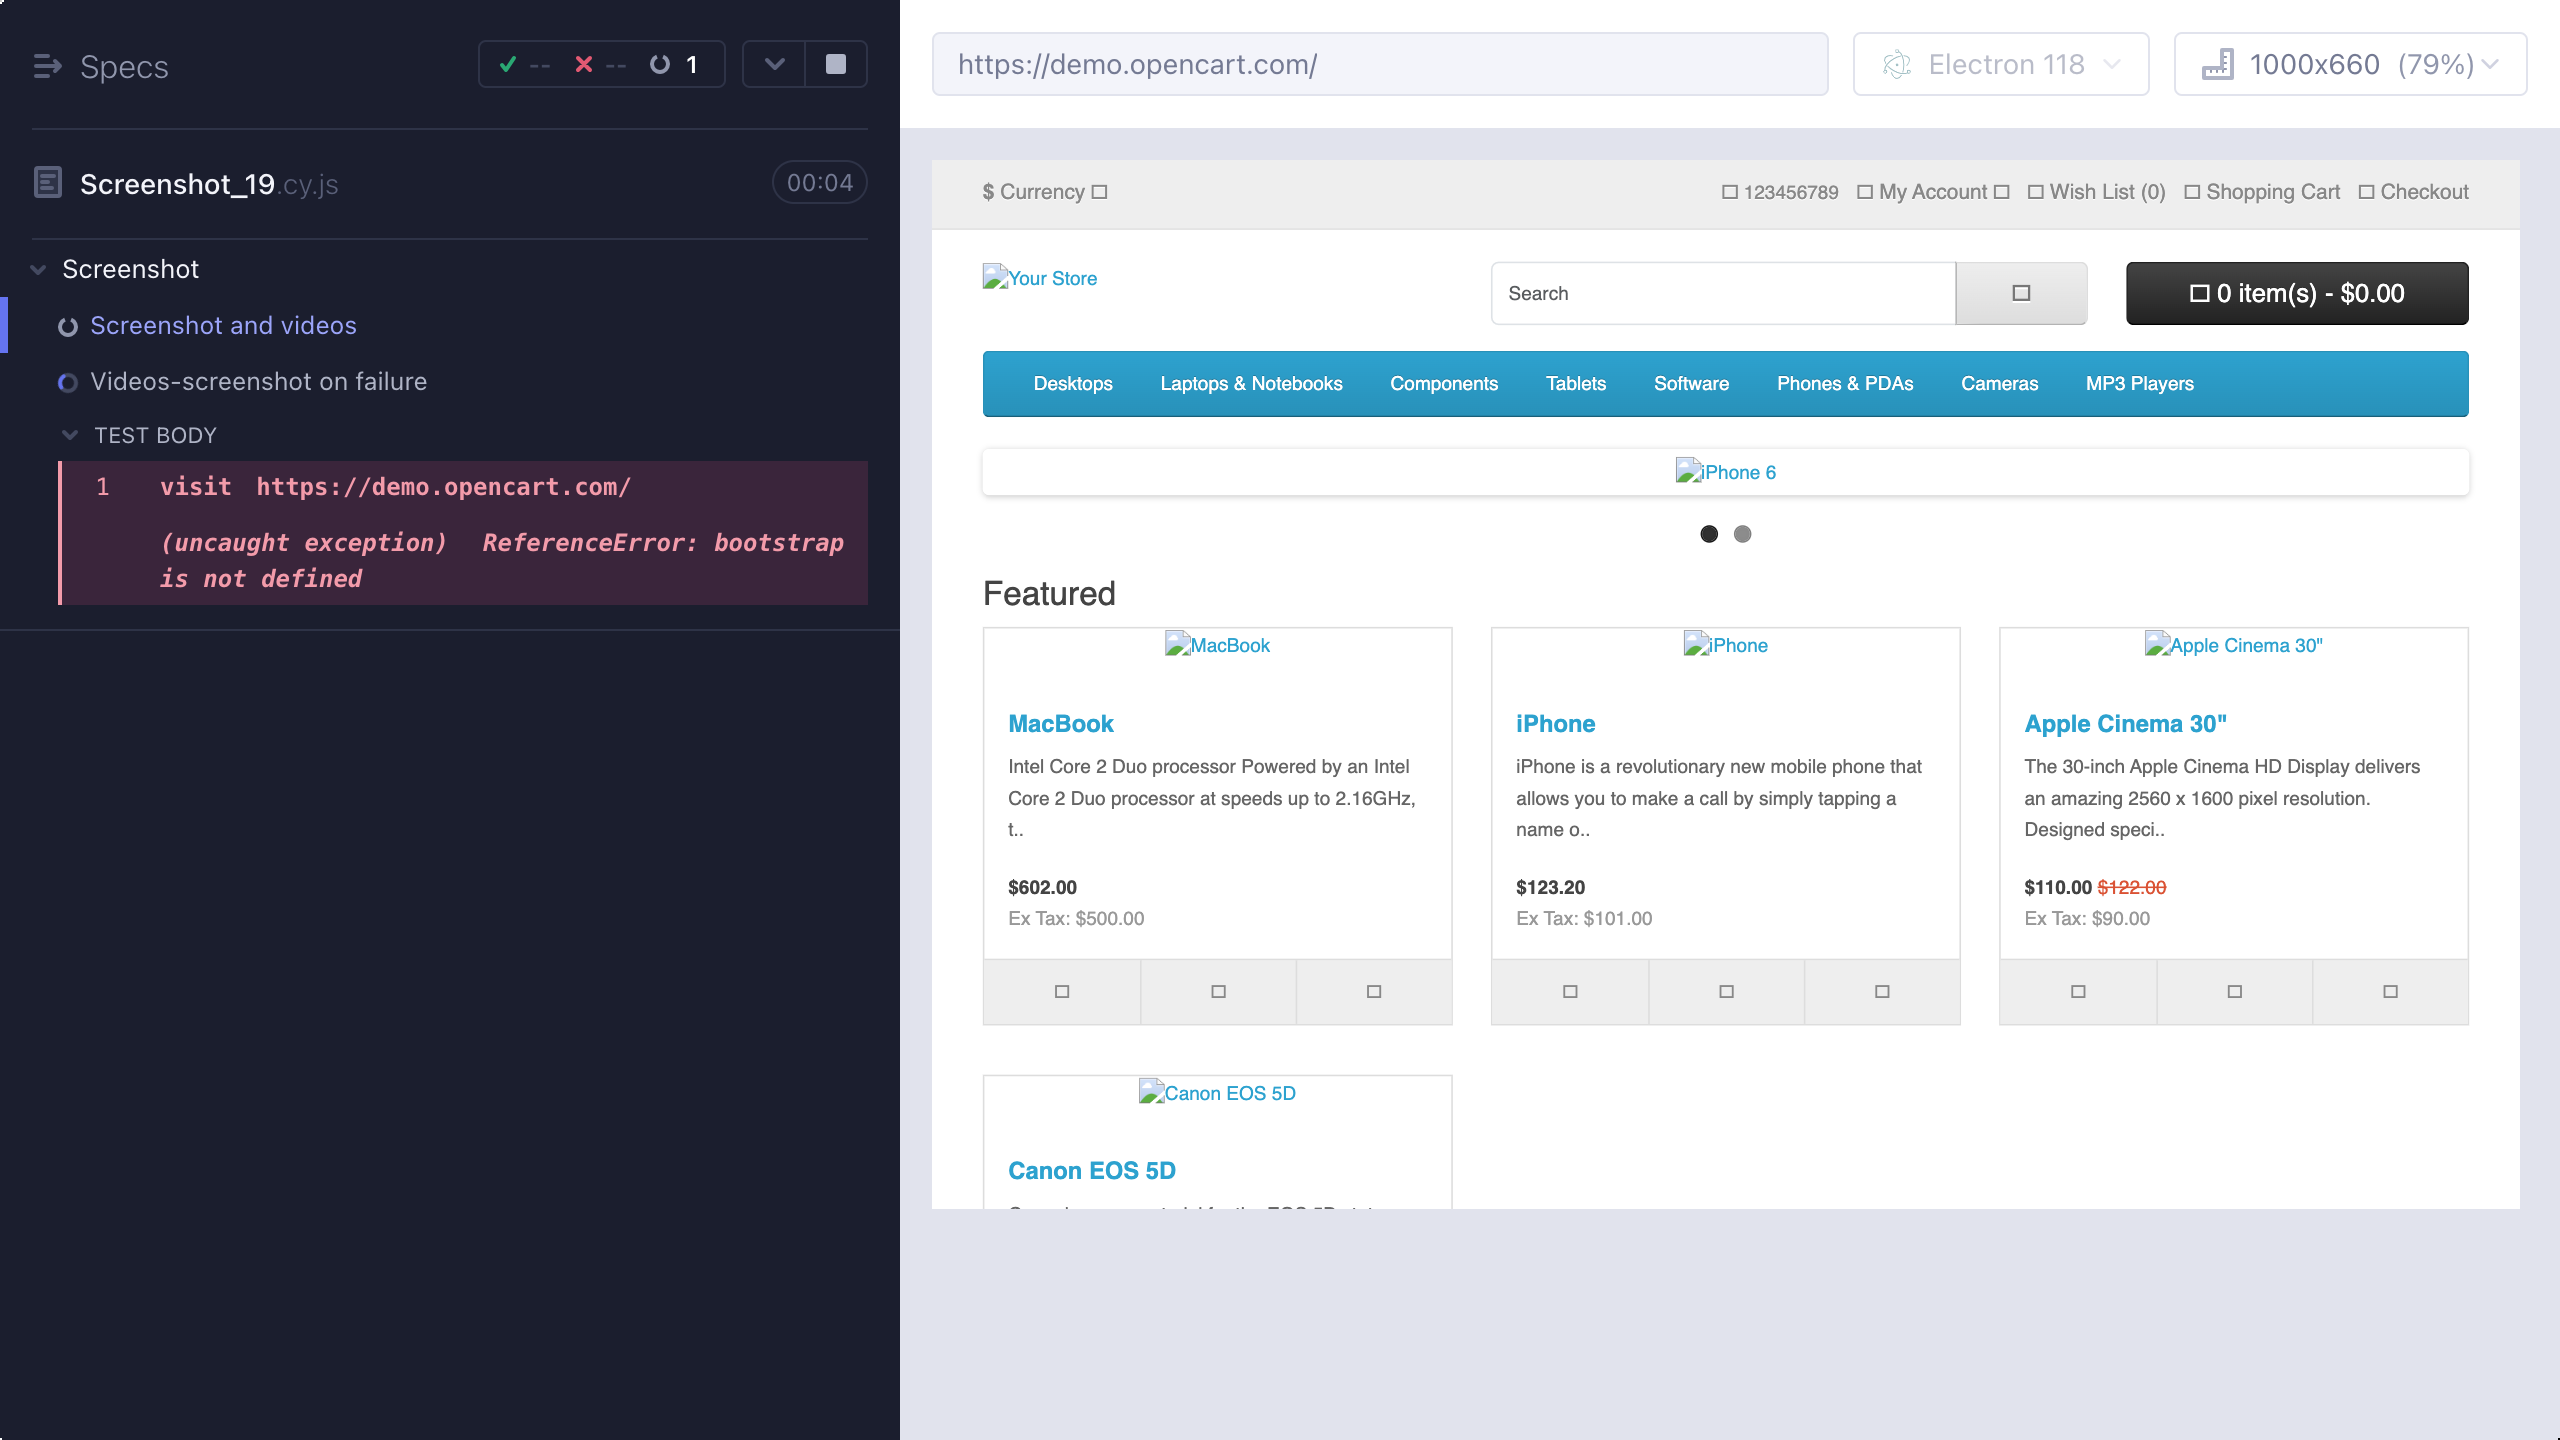 Specs
-- -- 1
Screenshot_19.cy.js
00:04
Screenshot
Screenshot and videos
Videos-screenshot on failure
TEST BODY
1 visit https://demo.opencart.com/
(uncaught exception) ReferenceError: bootstrap
is not defined
https://demo.opencart.com/
Electron 118
1000x660 (79%)
$ Currency
123456789 My Account Wish List (0) Shopping Cart Checkout
Your Store
Search
0 item(s) - $0.00
Desktops Laptops & Notebooks Components Tablets Software Phones & PDAs Cameras MP3 Players
iPhone 6
Featured
MacBook
MacBook
Intel Core 2 Duo processor Powered by an Intel
Core 2 Duo processor at speeds up to 2.16GHz,
t..
$602.00
Ex Tax: $500.00
iPhone
iPhone
iPhone is a revolutionary new mobile phone that
allows you to make a call by simply tapping a
name o..
$123.20
Ex Tax: $101.00
Apple Cinema 30"
Apple Cinema 30"
The 30-inch Apple Cinema HD Display delivers
an amazing 2560 x 1600 pixel resolution.
Designed speci..
$110.00 $122.00
Ex Tax: $90.00
Canon EOS 5D
Canon EOS 5D